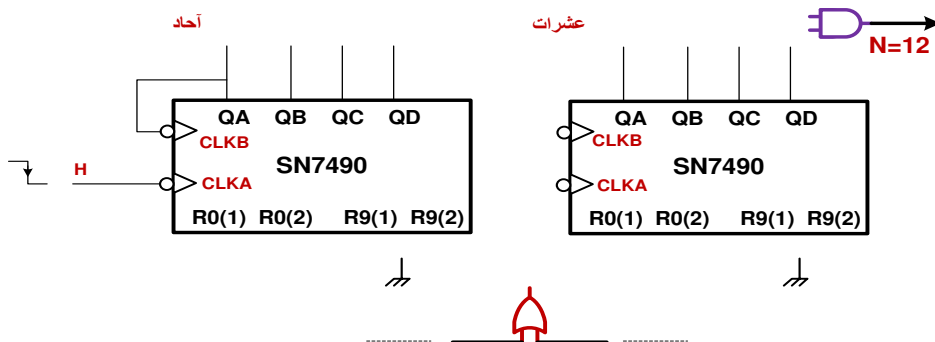 آحاد
عشرات
N=12
QA QB QC QD
CLKB
SN7490
H
CLKA
R0(1) R0(2) R9(1) R9(2)
QA QB QC QD
CLKB
SN7490
CLKA
R0(1) R0(2) R9(1) R9(2)